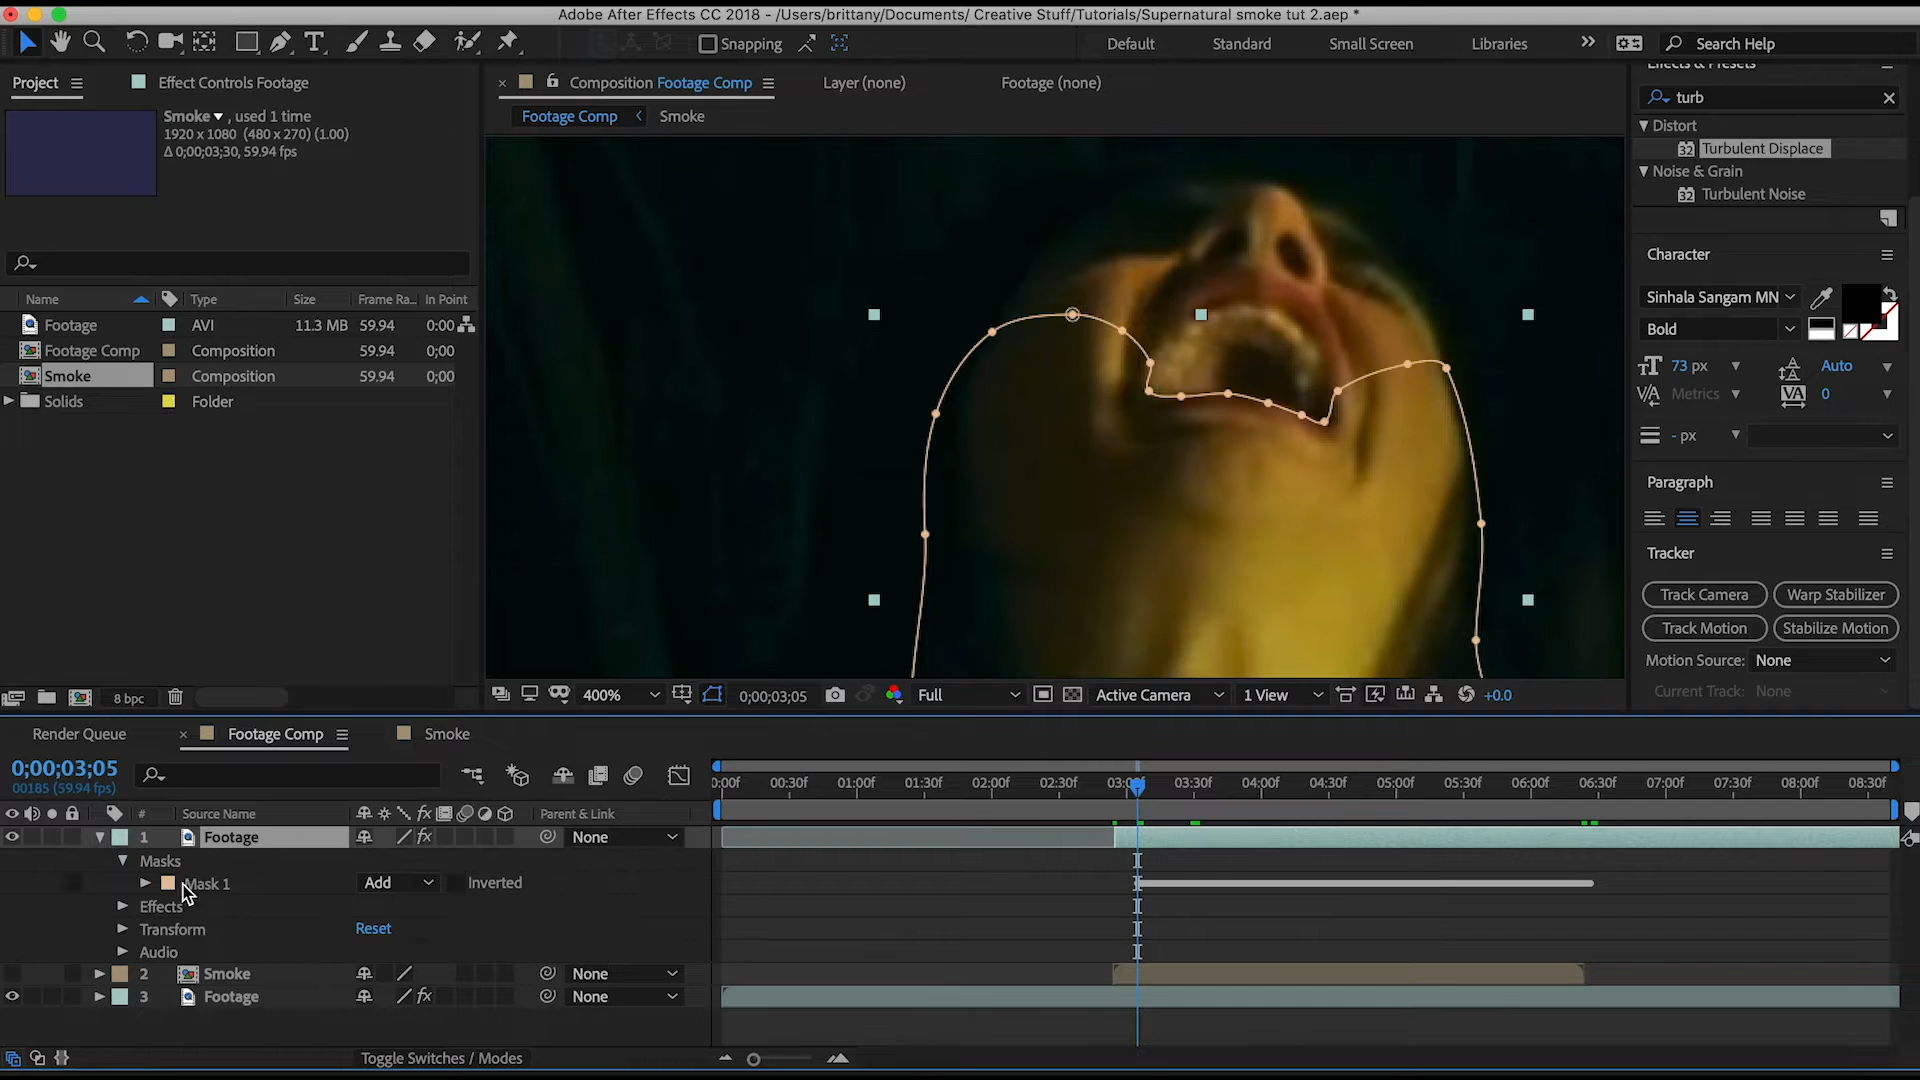 Adobe After Effects CC 2018 - /Users/brittany/Documents/ Creative Stuff/Tutorials/Supernatural smoke tut 2.aep *
Snapping
Default
Standard
Small Screen
Libraries
Search Help
Project
Effect Controls Footage
Composition Footage Comp
Layer (none)
Footage (none)
Effects & Presets
turb
Smoke , used 1 time
1920 x 1080 (480 x 270) (1.00)
Δ 0;00;03;30, 59.94 fps
Footage Comp
Smoke
Distort
Turbulent Displace
Noise & Grain
Turbulent Noise
Character
Name
Type
Size
Frame Ra...
In Point
Footage AVI 11.3 MB 59.94 0:00
Footage Comp Composition 59.94 0;00
Smoke Composition 59.94 0;00
Solids Folder
Sinhala Sangam MN
Bold
73 px
Auto
Metrics
0
- px
Paragraph
Tracker
Track Camera
Warp Stabilizer
Track Motion
Stabilize Motion
Motion Source: None
Current Track: None
8 bpc
400%
0;00;03;05
Full
Active Camera
1 View
+0.0
Render Queue
Footage Comp
Smoke
0;00;03;05
00185 (59.94 fps)
0:00f 00:30f 01:00f 01:30f 02:00f 02:30f 03:0 03:30f 04:00f 04:30f 05:00f 05:30f 06:00f 06:30f 07:00f 07:30f 08:00f 08:30f
# Source Name
Parent & Link
1 Footage None
Masks
Mask 1 Add Inverted
Effects
Transform Reset
Audio
2 Smoke None
3 Footage None
Toggle Switches / Modes